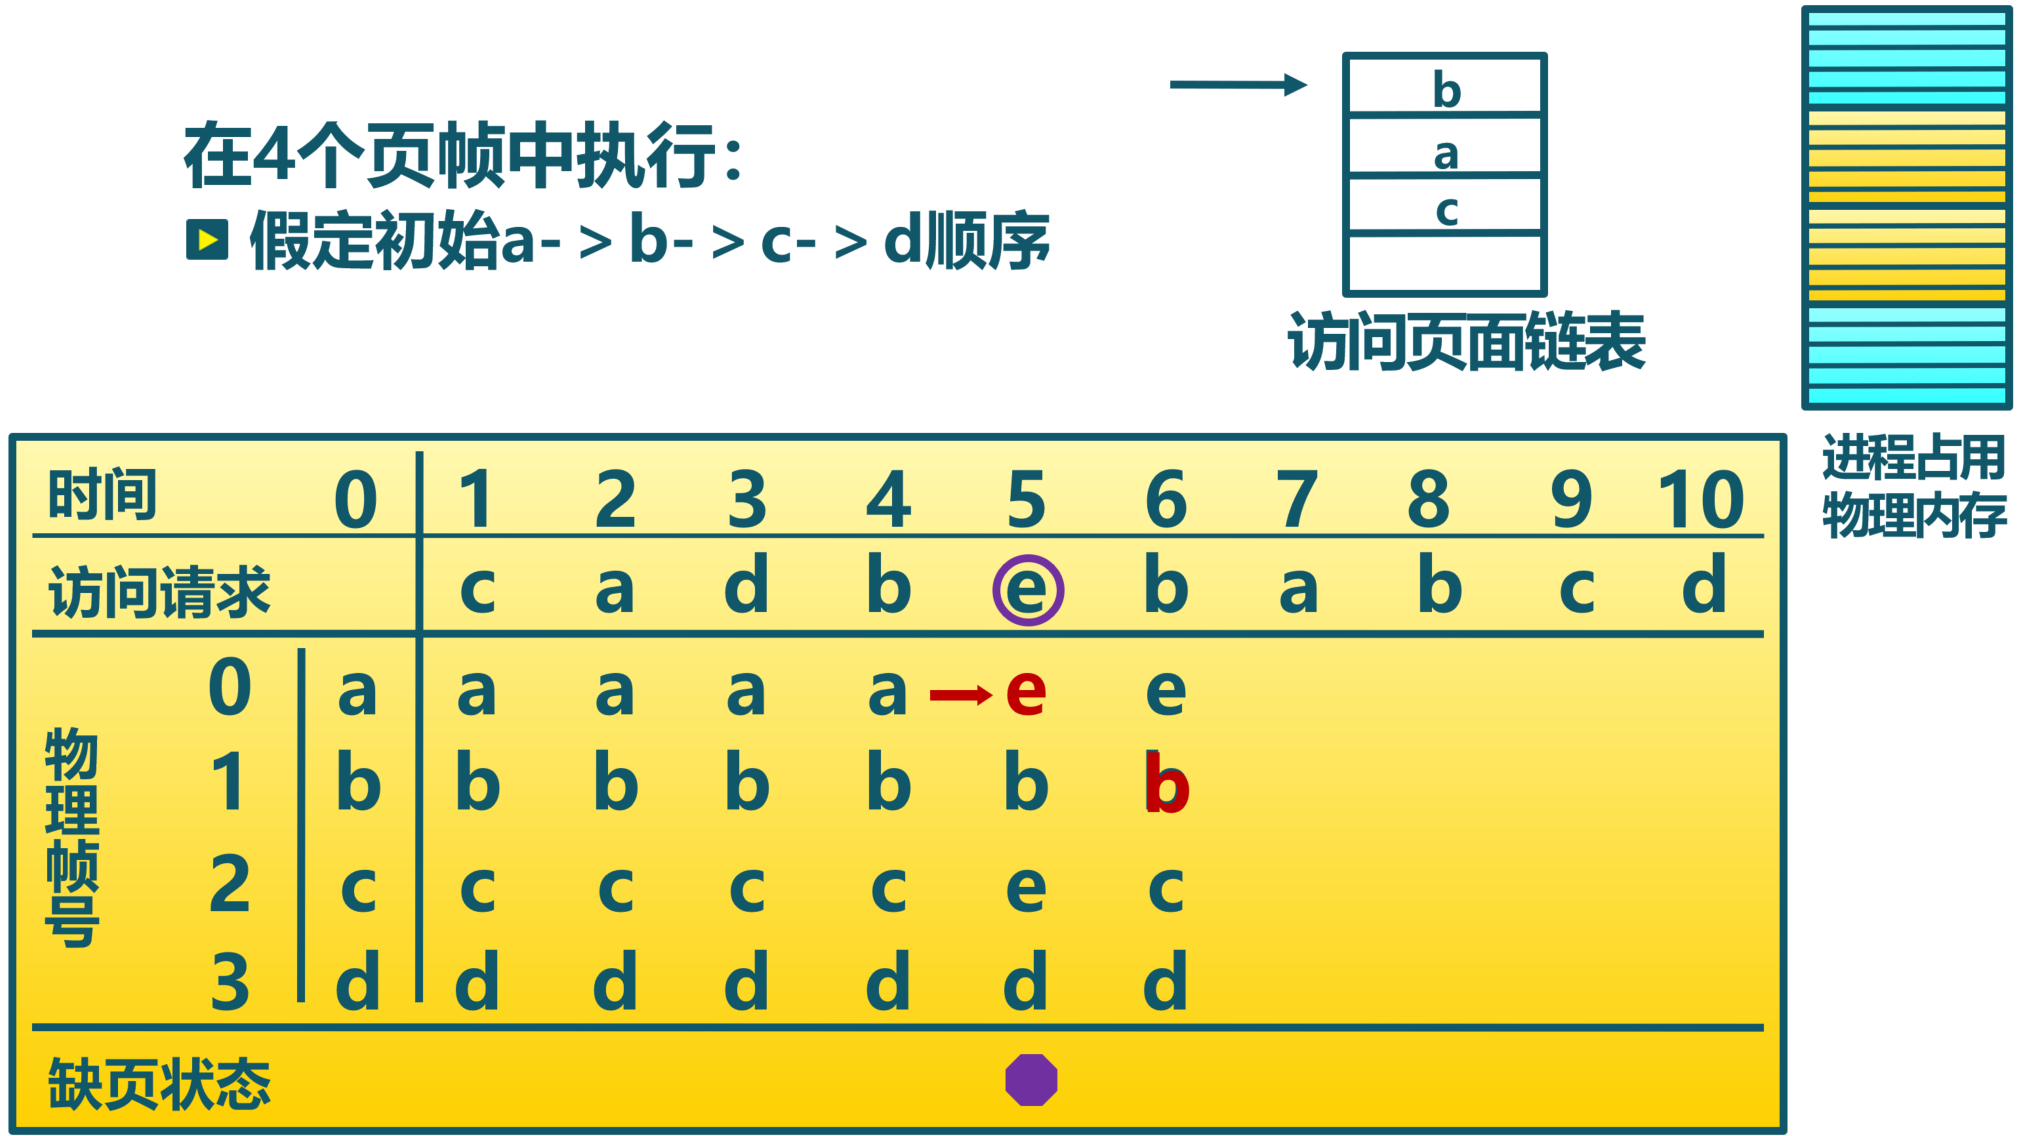 在4个页帧中执行：
假定初始a->b->c->d顺序
b
a
c
访问页面链表
进程占用
物理内存
时间 0 1 2 3 4 5 6 7 8 9 10
访问请求 c a d b e b a b c d
物理帧号
0 a a a a a e e
1 b b b b b b b
2 c c c c c e c
3 d d d d d d d
缺页状态